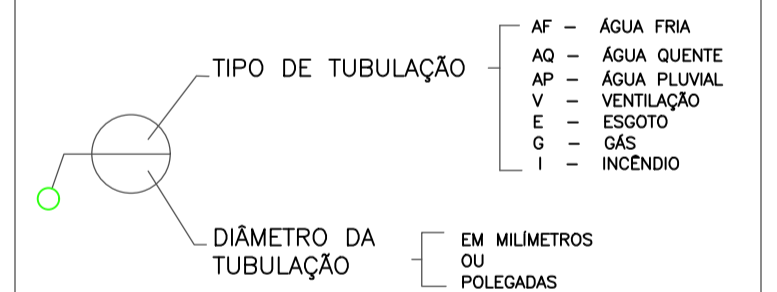 AF – ÁGUA FRIA
TIPO DE TUBULAÇÃO
AQ – ÁGUA QUENTE
AP – ÁGUA PLUVIAL
V – VENTILAÇÃO
E – ESGOTO
G – GÁS
I – INCÊNDIO
DIÂMETRO DA
TUBULAÇÃO
EM MILÍMETROS
OU
POLEGADAS